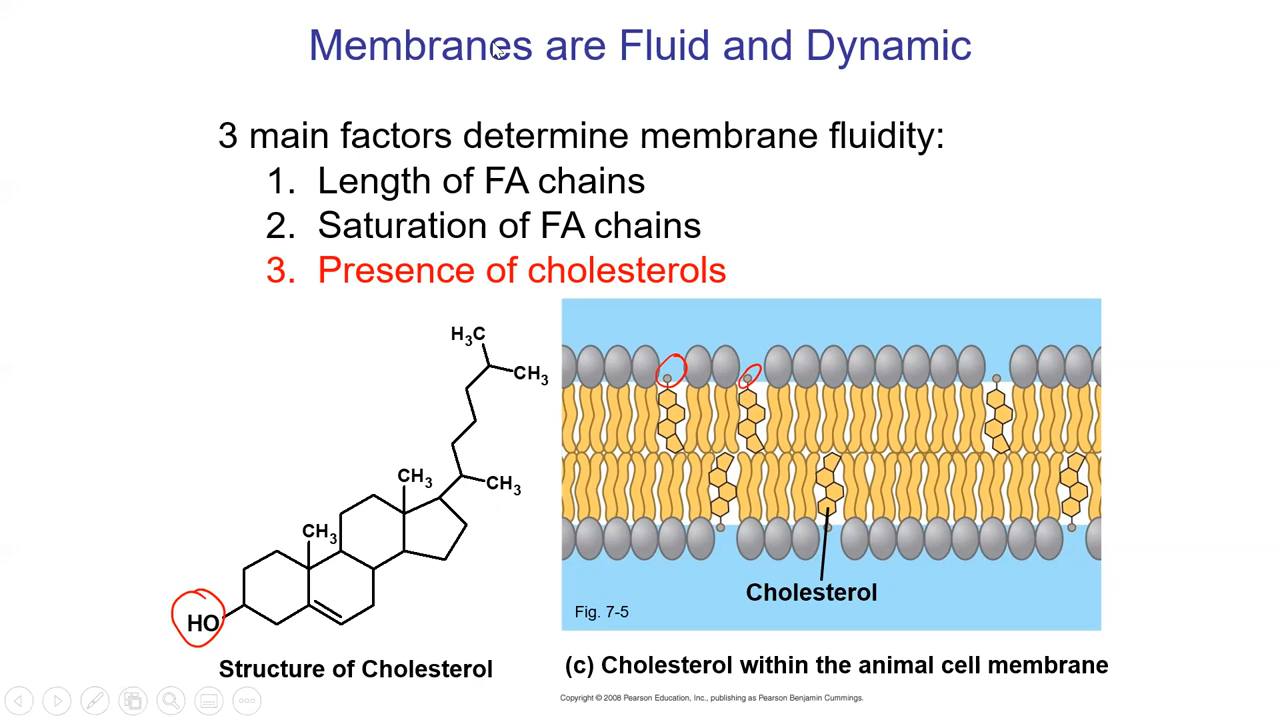 Membranes are Fluid and Dynamic
3 main factors determine membrane fluidity:
1. Length of FA chains
2. Saturation of FA chains
3. Presence of cholesterols
H₃C
CH₃
CH₃
CH₃
CH₃
HO
Structure of Cholesterol
Cholesterol
Fig. 7-5
(c) Cholesterol within the animal cell membrane
Copyright © 2008 Pearson Education, Inc., publishing as Pearson Benjamin Cummings.